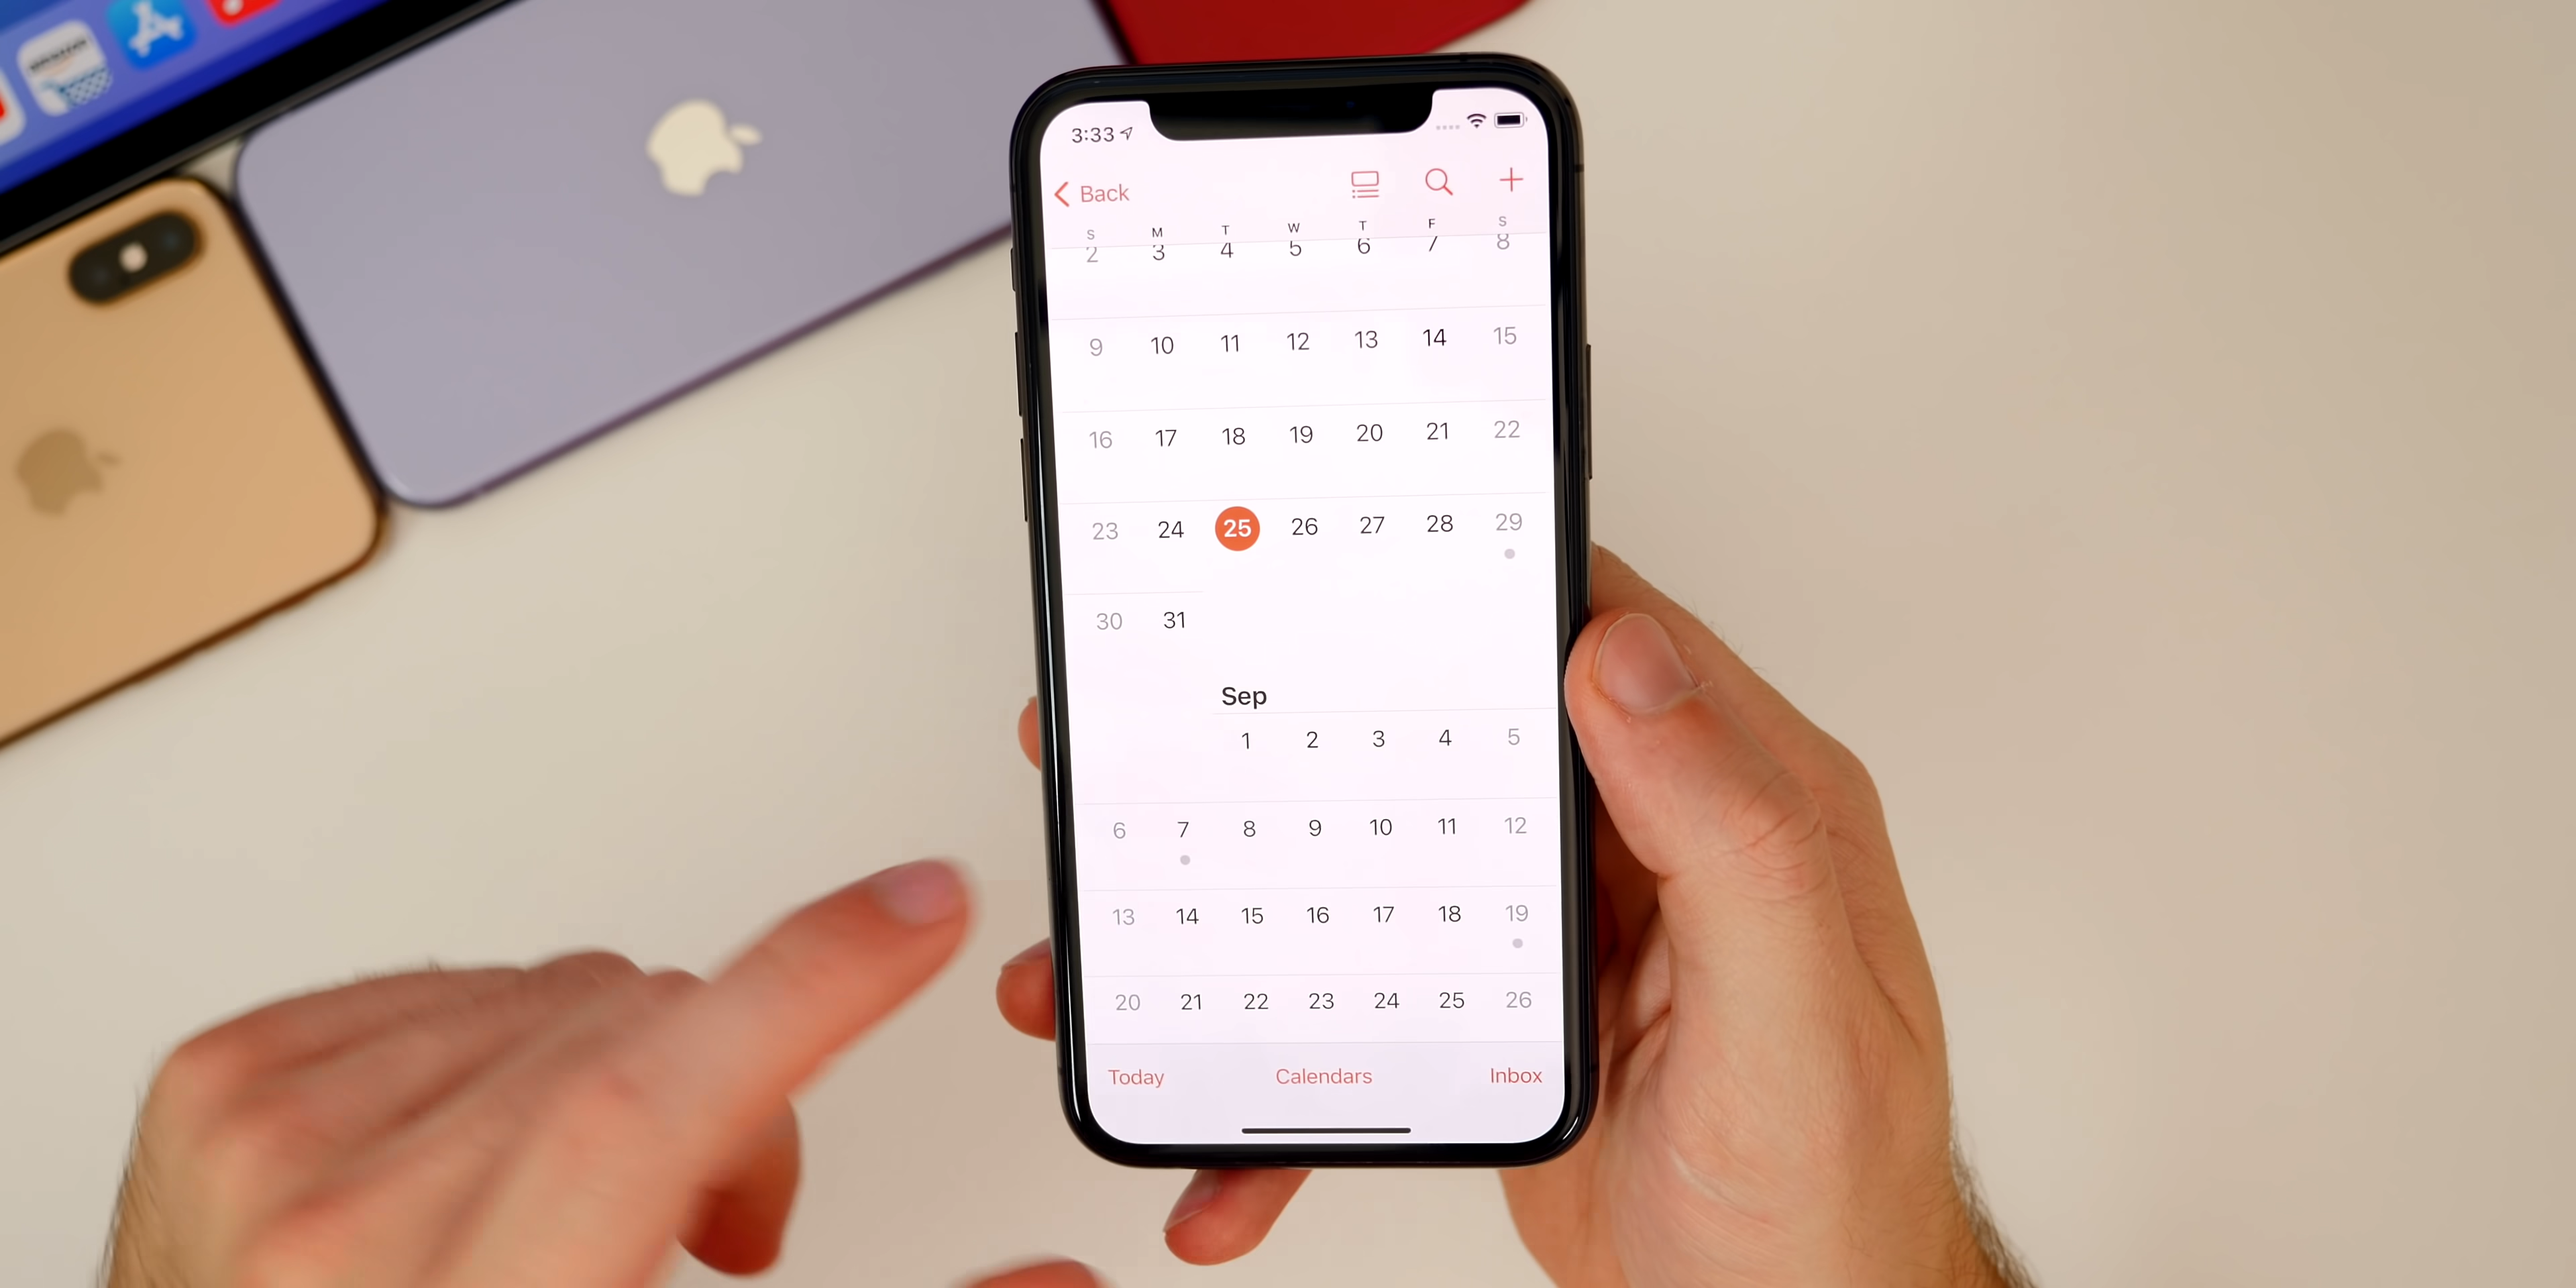 3:33
Back
S M T W T F S
2 3 4 5 6 7 8
9 10 11 12 13 14 15
16 17 18 19 20 21 22
23 24 25 26 27 28 29
30 31
Sep
1 2 3 4 5
6 7 8 9 10 11 12
13 14 15 16 17 18 19
20 21 22 23 24 25 26
Today Calendars Inbox